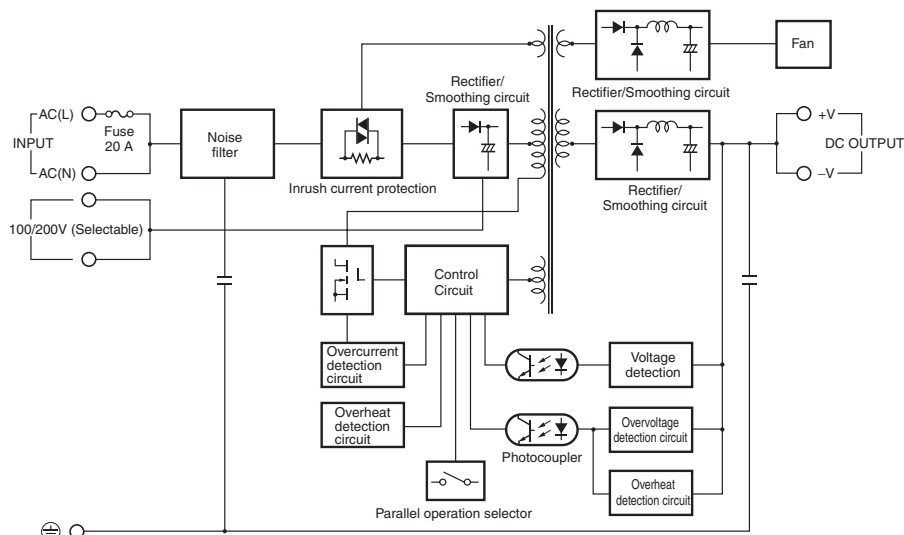 Fan
Rectifier/Smoothing circuit
Rectifier/
Smoothing circuit
AC(L)
Fuse
20 A
INPUT
AC(N)
Noise
filter
Inrush current protection
+V
DC OUTPUT
–V
Rectifier/
Smoothing circuit
100/200V (Selectable)
Control
Circuit
Overcurrent
detection
circuit
Voltage
detection
Overheat
detection
circuit
Overvoltage
detection circuit
Photocoupler
Overheat
detection circuit
Parallel operation selector